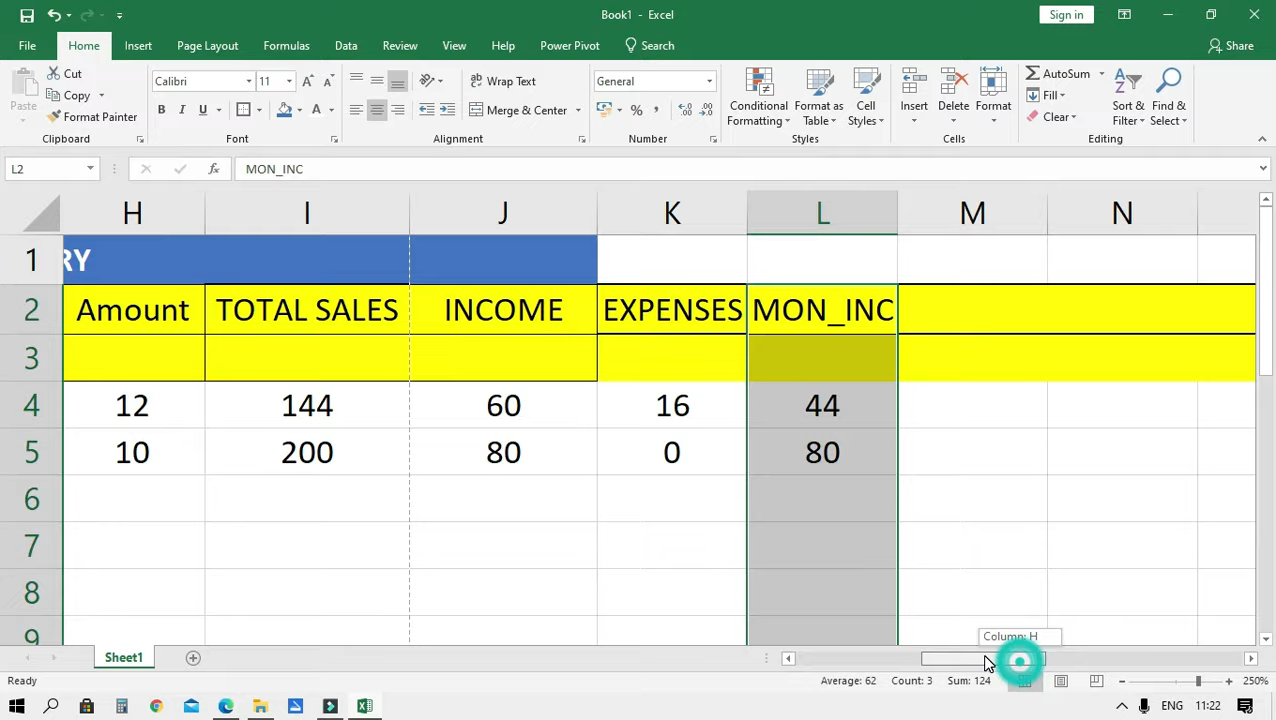 Book1 - Excel
Sign in
File Home Insert Page Layout Formulas Data Review View Help Power Pivot Search Share
Paste
Cut
Copy
Format Painter
Clipboard
Calibri 11
B I U
Font
Wrap Text
Merge & Center
Alignment
General
Number
Conditional Formatting
Format as Table
Cell Styles
Styles
Insert
Delete
Format
Cells
AutoSum
Fill
Clear
Sort & Filter
Find & Select
Editing
L2
fx
MON_INC
H I J K L M N
1 RY
2 Amount TOTAL SALES INCOME EXPENSES MON_INC
3
4 12 144 60 16 44
5 10 200 80 0 80
6
7
8
9
Column: H
Sheet1
Ready
Average: 62 Count: 3 Sum: 124
250%
ENG 11:22